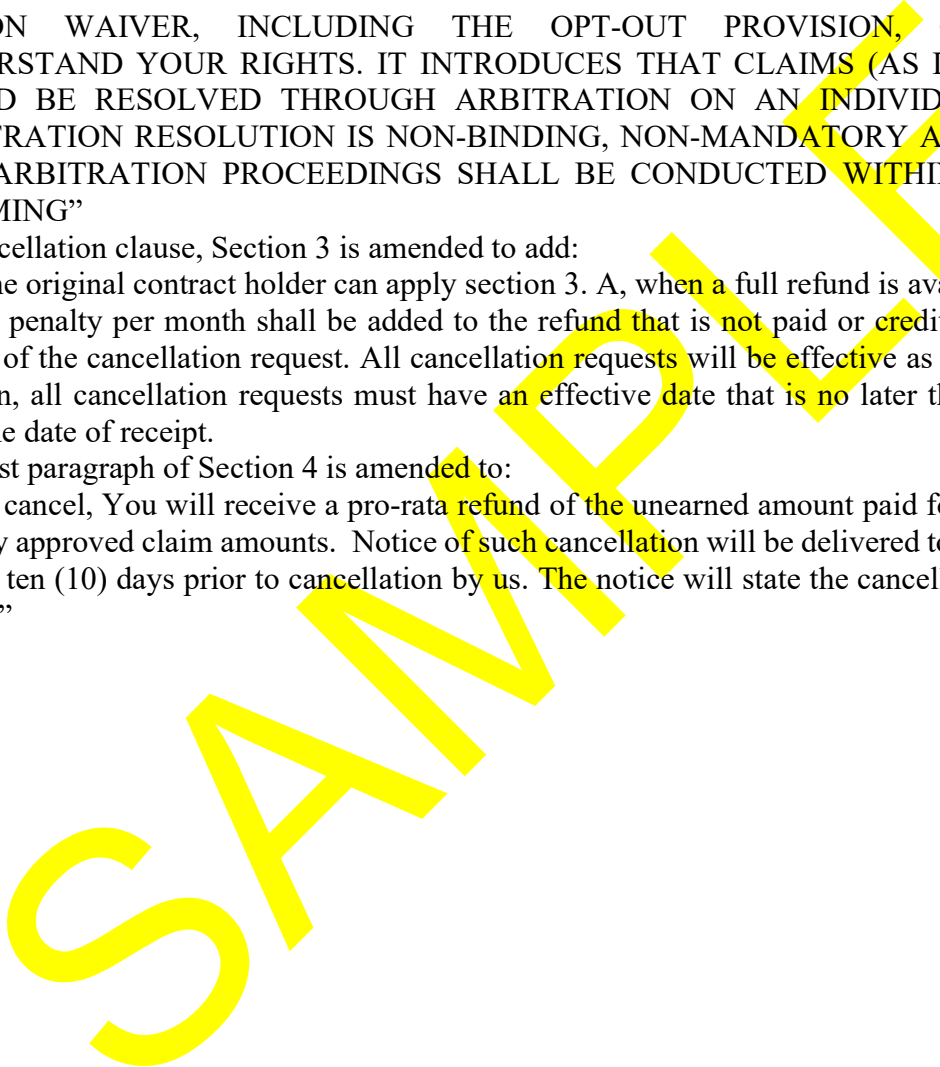 ON WAIVER, INCLUDING THE OPT-OUT PROVISION,
RSTAND YOUR RIGHTS. IT INTRODUCES THAT CLAIMS (AS I
D BE RESOLVED THROUGH ARBITRATION ON AN INDIVID
TRATION RESOLUTION IS NON-BINDING, NON-MANDATORY A
ARBITRATION PROCEEDINGS SHALL BE CONDUCTED WITHI
MING”
cellation clause, Section 3 is amended to add:
he original contract holder can apply section 3. A, when a full refund is ava
penalty per month shall be added to the refund that is not paid or credit
of the cancellation request. All cancellation requests will be effective as
n, all cancellation requests must have an effective date that is no later th
e date of receipt.
st paragraph of Section 4 is amended to:
cancel, You will receive a pro-rata refund of the unearned amount paid fo
y approved claim amounts. Notice of such cancellation will be delivered to
ten (10) days prior to cancellation by us. The notice will state the cancell
”
SAMPLE